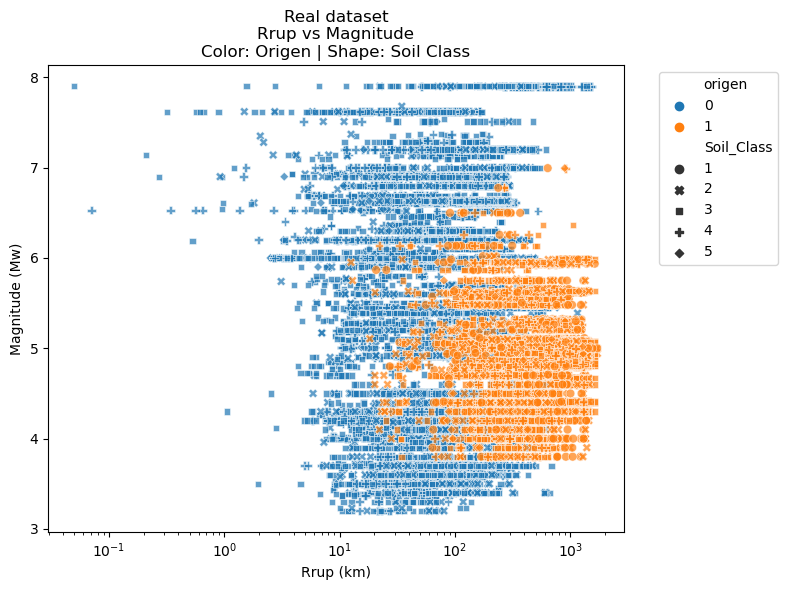 Real dataset
Rrup vs Magnitude
Color: Origen | Shape: Soil Class
8
7
6
5
4
3
Magnitude (Mw)
10⁻¹
10⁰
10¹
10²
10³
Rrup (km)
origen
0
1
Soil_Class
1
2
3
4
5